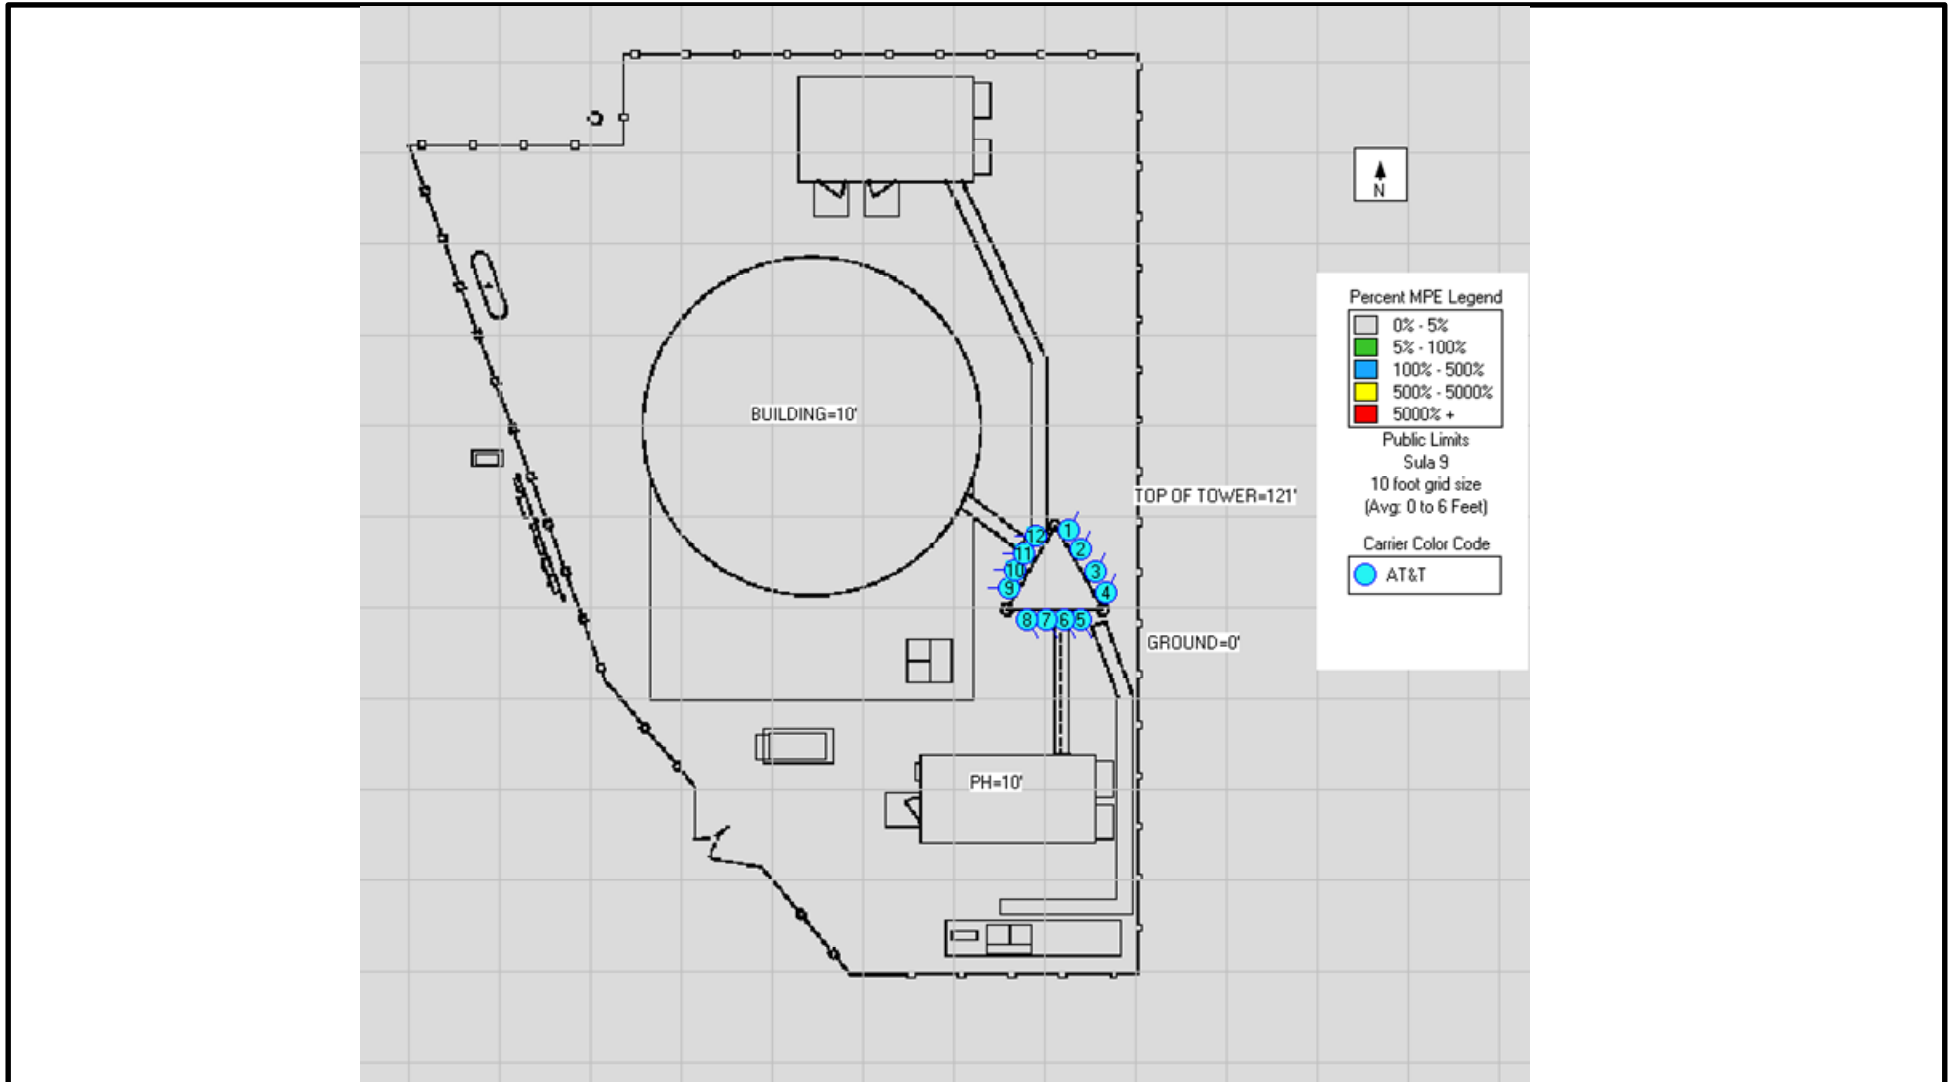 N
Percent MPE Legend
0% - 5%
5% - 100%
100% - 500%
500% - 5000%
5000% +
Public Limits
Sula 9
10 foot grid size
(Avg: 0 to 6 Feet)
Carrier Color Code
AT&T
BUILDING=10'
TOP OF TOWER=121'
12
1
11
2
10
3
9
4
8
7
6
5
GROUND=0'
PH=10'